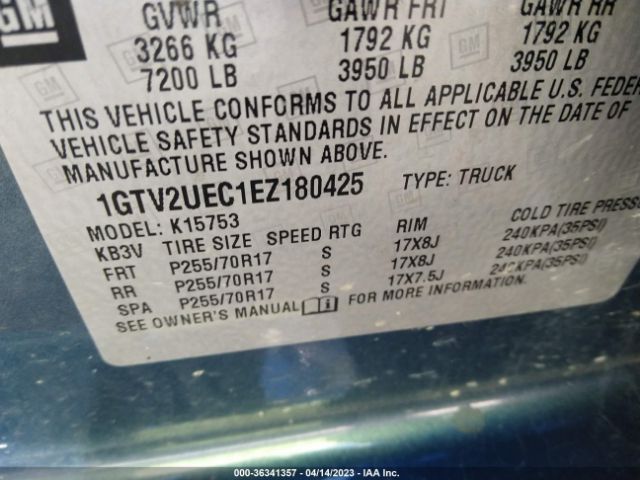 GM
GVWR GAWR FRT GAWR RR
3266 KG 1792 KG 1792 KG
7200 LB 3950 LB 3950 LB
THIS VEHICLE CONFORMS TO ALL APPLICABLE U.S. FEDER
VEHICLE SAFETY STANDARDS IN EFFECT ON THE DATE OF
MANUFACTURE SHOWN ABOVE.
1GTV2UEC1EZ180425 TYPE: TRUCK
MODEL: K15753
KB3V TIRE SIZE SPEED RTG RIM COLD TIRE PRESS
FRT P255/70R17 S 17X8J 240KPA(35PSI)
RR P255/70R17 S 17X8J 240KPA(35PSI)
SPA P255/70R17 S 17X7.5J 240KPA(35PSI)
SEE OWNER'S MANUAL i FOR MORE INFORMATION.
000-36341357 - 04/14/2023 - IAA Inc.